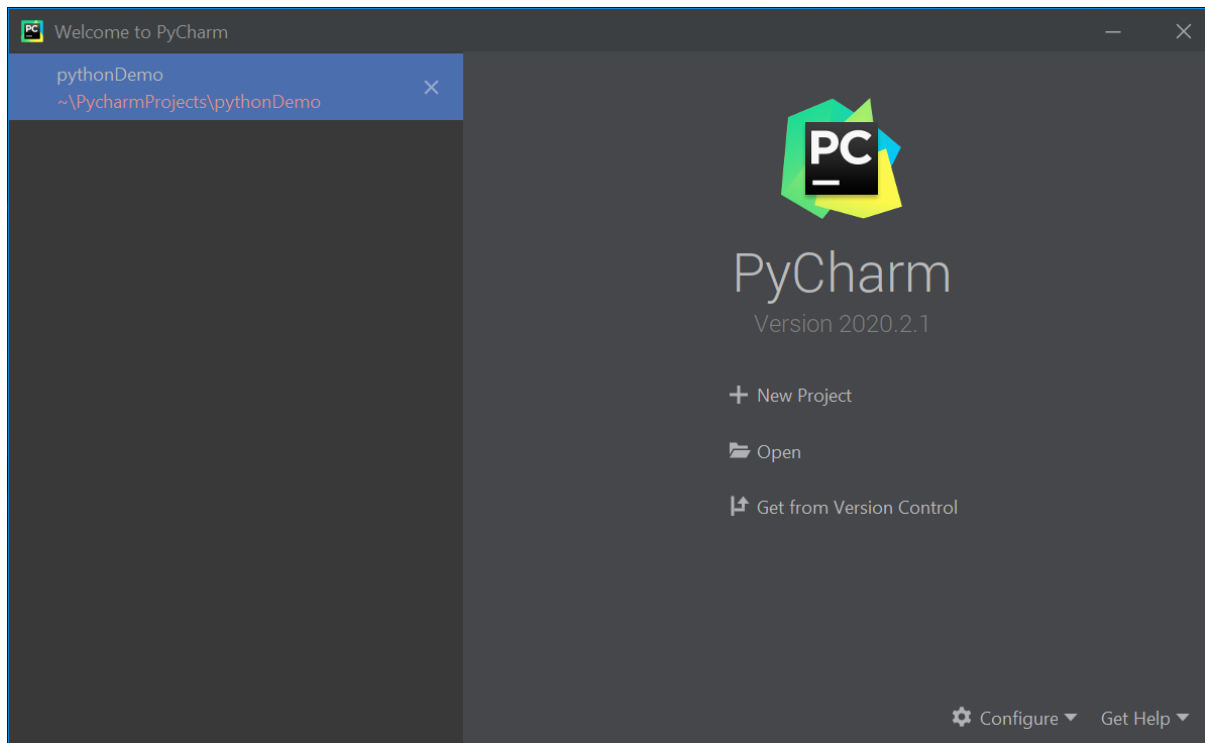 Welcome to PyCharm
pythonDemo
~\PycharmProjects\pythonDemo
PC
PC
PyCharm
Version 2020.2.1
New Project
Open
Get from Version Control
Configure
Get Help